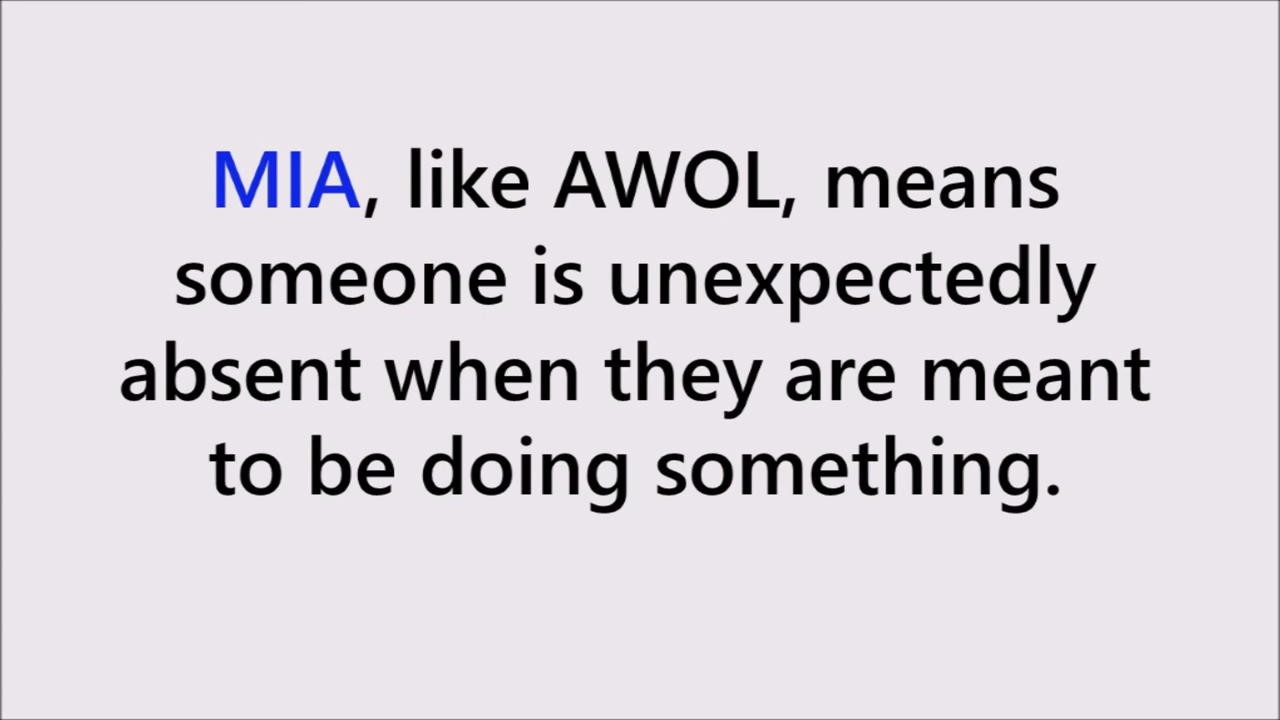 MIA, like AWOL, means
someone is unexpectedly
absent when they are meant
to be doing something.